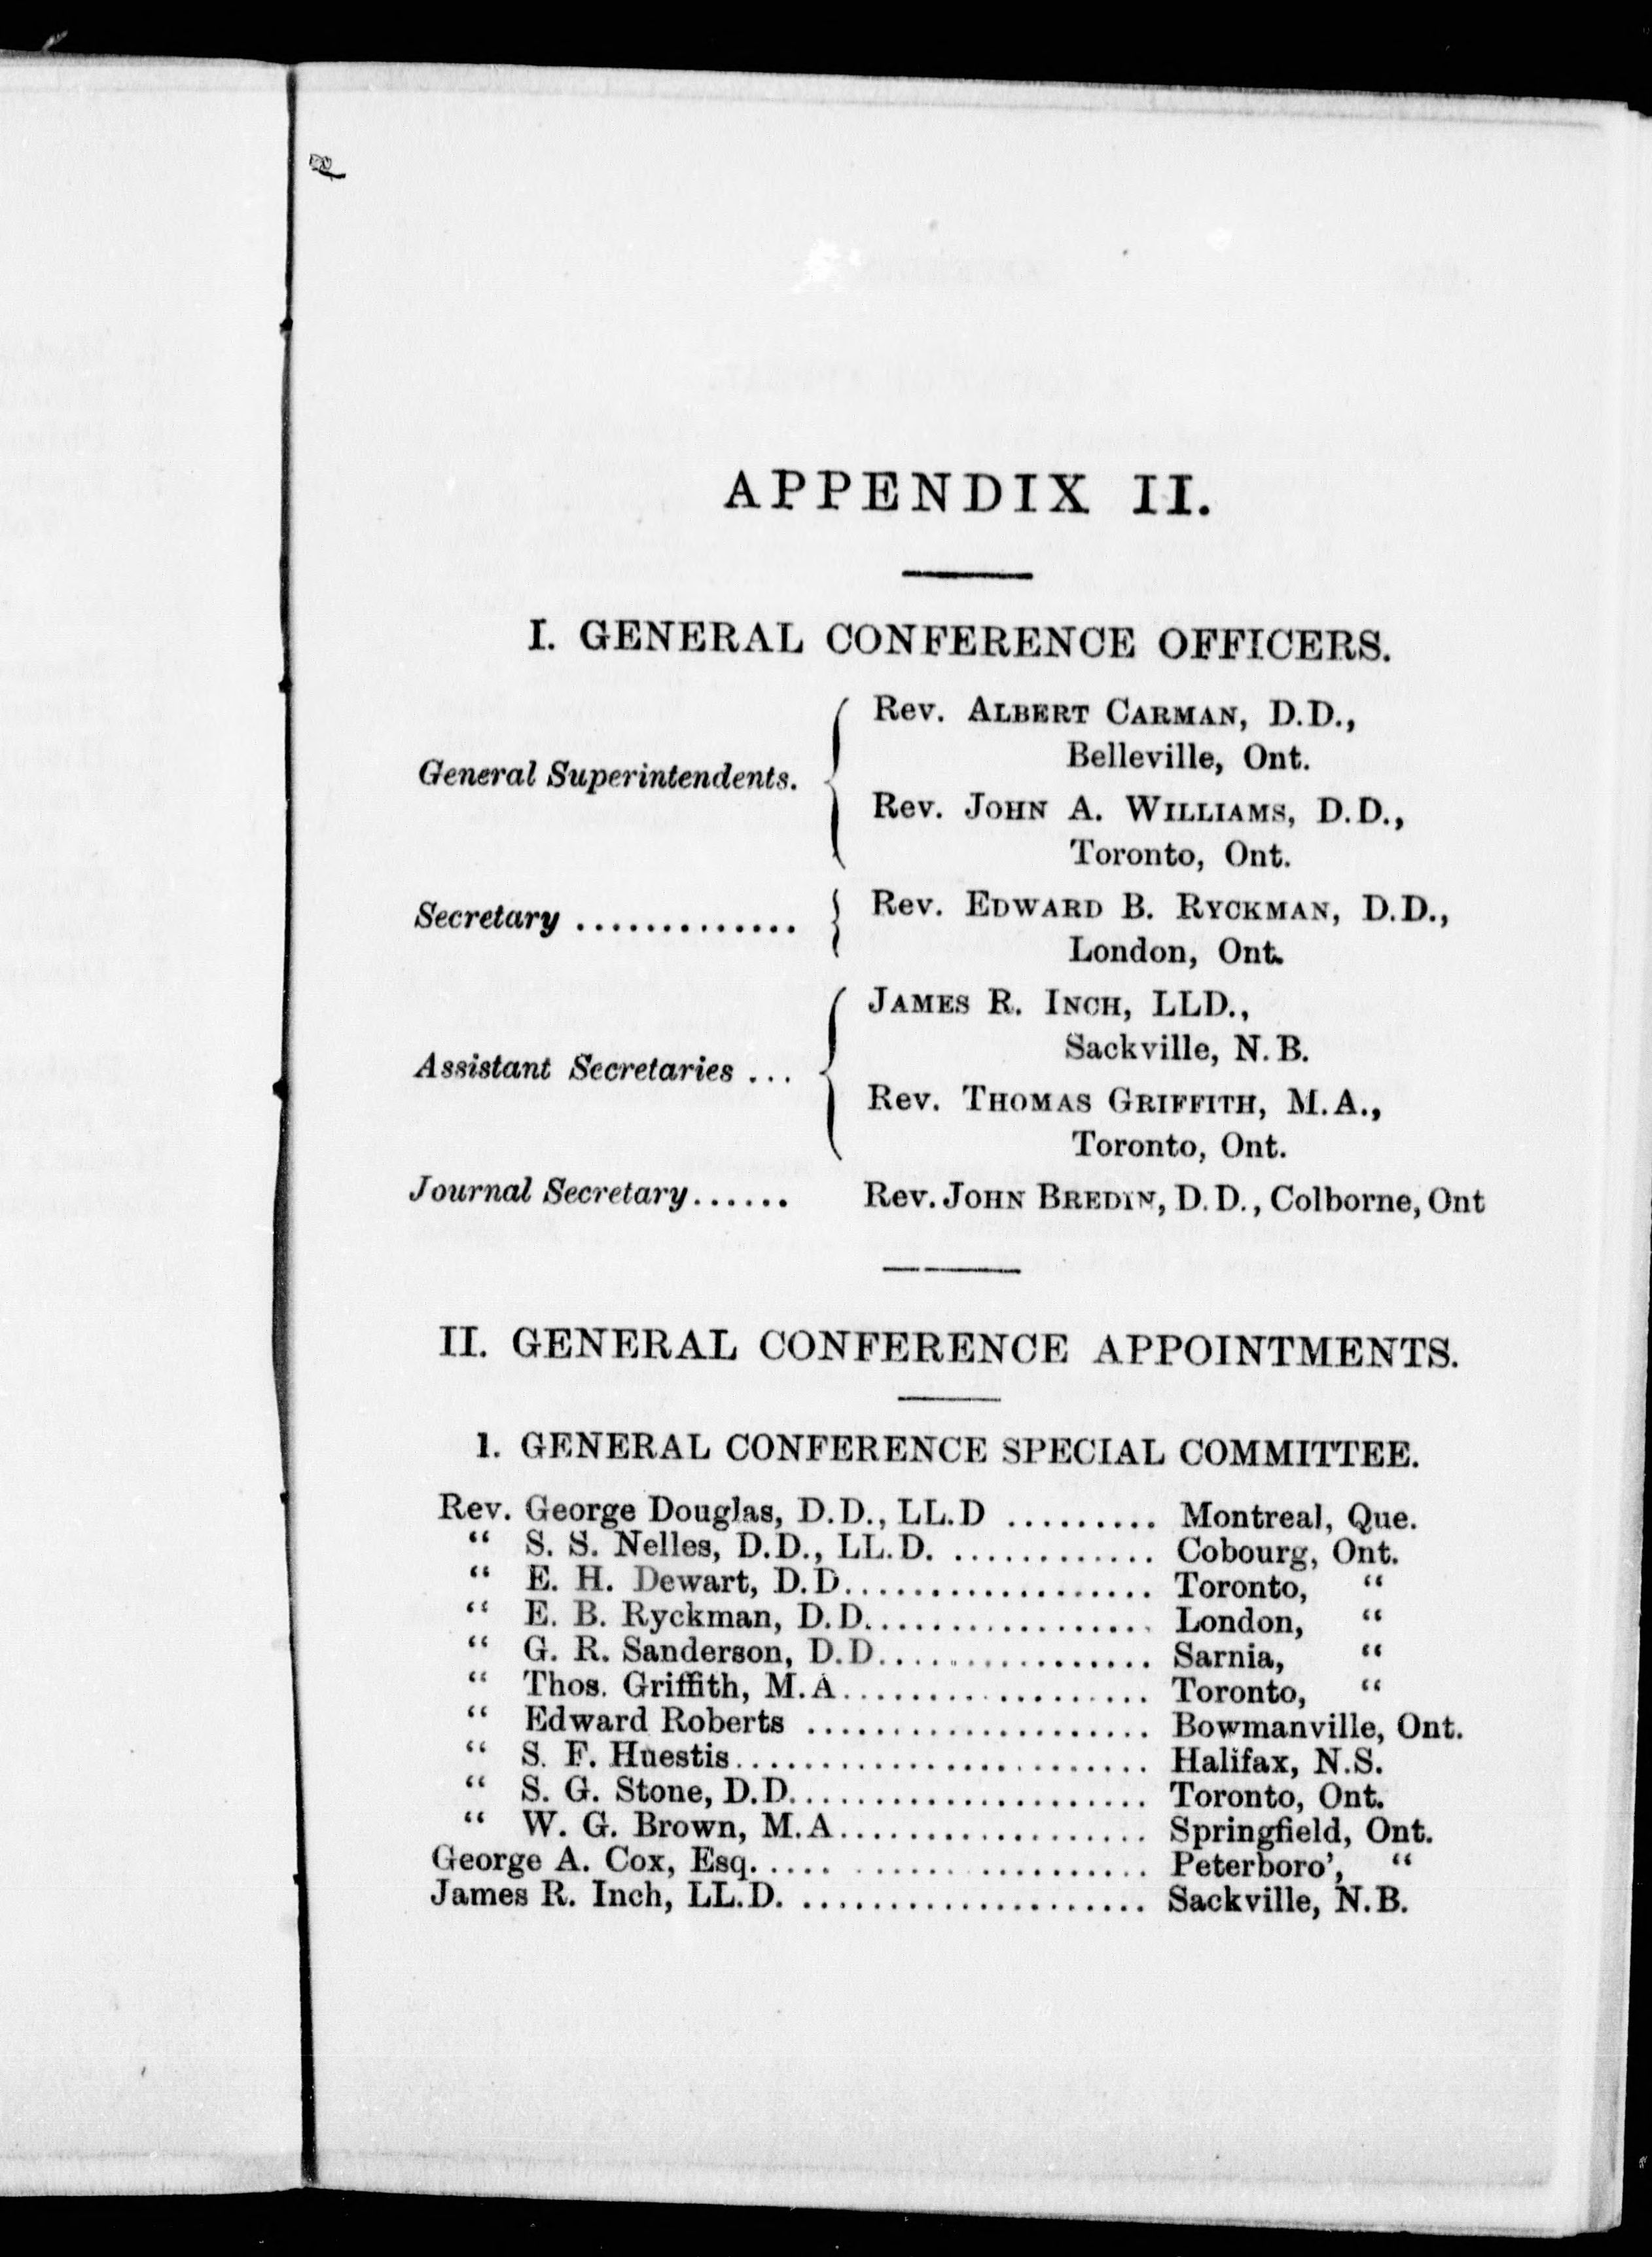 APPENDIX II.
I. GENERAL CONFERENCE OFFICERS.
General Superintendents.
Rev. ALBERT CARMAN, D.D.,
Belleville, Ont.
Rev. JOHN A. WILLIAMS, D.D.,
Toronto, Ont.
Secretary .............
Rev. EDWARD B. RYCKMAN, D.D.,
London, Ont.
Assistant Secretaries ...
JAMES R. INCH, LLD.,
Sackville, N.B.
Rev. THOMAS GRIFFITH, M.A.,
Toronto, Ont.
Journal Secretary...... Rev. JOHN BREDIN, D.D., Colborne, Ont
II. GENERAL CONFERENCE APPOINTMENTS.
1. GENERAL CONFERENCE SPECIAL COMMITTEE.
Rev. George Douglas, D.D., LL.D ......... Montreal, Que.
“ S. S. Nelles, D.D., LL.D. ............ Cobourg, Ont.
“ E. H. Dewart, D.D.................. Toronto, “
“ E. B. Ryckman, D.D................. London, “
“ G. R. Sanderson, D.D................ Sarnia, “
“ Thos. Griffith, M.A.................. Toronto, “
“ Edward Roberts .................... Bowmanville, Ont.
“ S. F. Huestis........................ Halifax, N.S.
“ S. G. Stone, D.D..................... Toronto, Ont.
“ W. G. Brown, M.A.................. Springfield, Ont.
George A. Cox, Esq..... ................. Peterboro’, “
James R. Inch, LL.D. .................... Sackville, N.B.